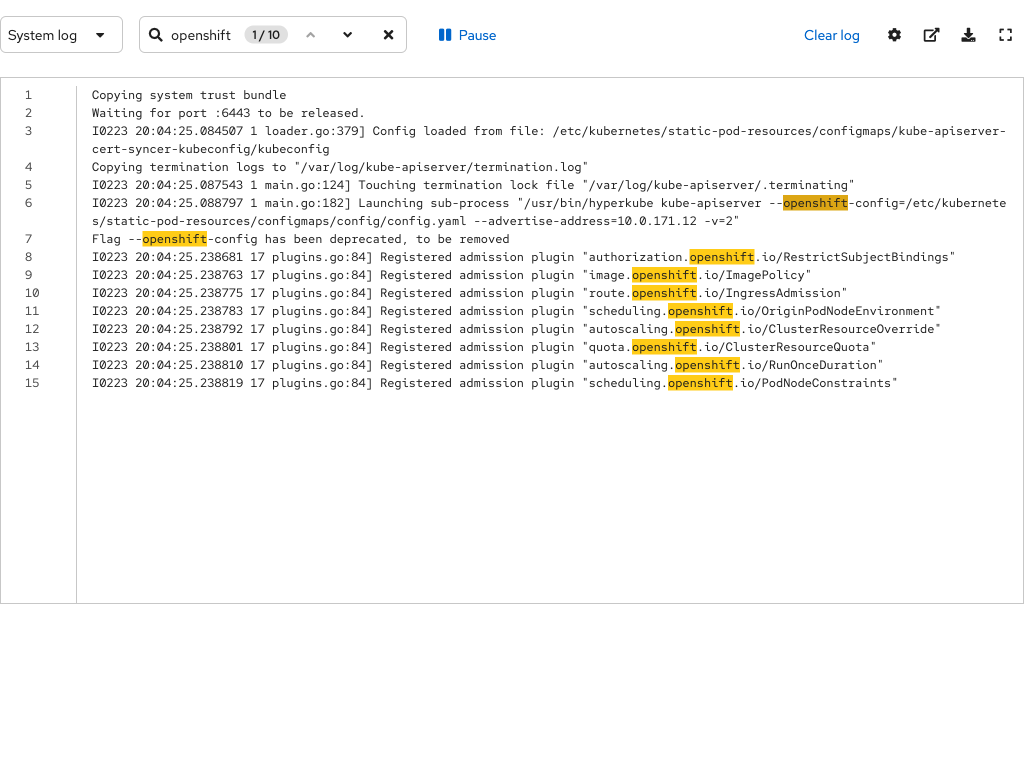 System log openshift 1 / 10 Pause Clear log
1 Copying system trust bundle
2 Waiting for port :6443 to be released.
3 I0223 20:04:25.084507 1 loader.go:379] Config loaded from file: /etc/kubernetes/static-pod-resources/configmaps/kube-apiserver-
cert-syncer-kubeconfig/kubeconfig
4 Copying termination logs to "/var/log/kube-apiserver/termination.log"
5 I0223 20:04:25.087543 1 main.go:124] Touching termination lock file "/var/log/kube-apiserver/.terminating"
6 I0223 20:04:25.088797 1 main.go:182] Launching sub-process "/usr/bin/hyperkube kube-apiserver --openshift-config=/etc/kubernete
s/static-pod-resources/configmaps/config/config.yaml --advertise-address=10.0.171.12 -v=2"
7 Flag --openshift-config has been deprecated, to be removed
8 I0223 20:04:25.238681 17 plugins.go:84] Registered admission plugin "authorization.openshift.io/RestrictSubjectBindings"
9 I0223 20:04:25.238763 17 plugins.go:84] Registered admission plugin "image.openshift.io/ImagePolicy"
10 I0223 20:04:25.238775 17 plugins.go:84] Registered admission plugin "route.openshift.io/IngressAdmission"
11 I0223 20:04:25.238783 17 plugins.go:84] Registered admission plugin "scheduling.openshift.io/OriginPodNodeEnvironment"
12 I0223 20:04:25.238792 17 plugins.go:84] Registered admission plugin "autoscaling.openshift.io/ClusterResourceOverride"
13 I0223 20:04:25.238801 17 plugins.go:84] Registered admission plugin "quota.openshift.io/ClusterResourceQuota"
14 I0223 20:04:25.238810 17 plugins.go:84] Registered admission plugin "autoscaling.openshift.io/RunOnceDuration"
15 I0223 20:04:25.238819 17 plugins.go:84] Registered admission plugin "scheduling.openshift.io/PodNodeConstraints"